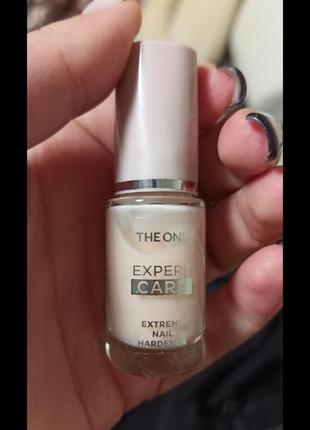 THE ONE
EXPERT
CARE
EXTREME
NAIL
HARDENER